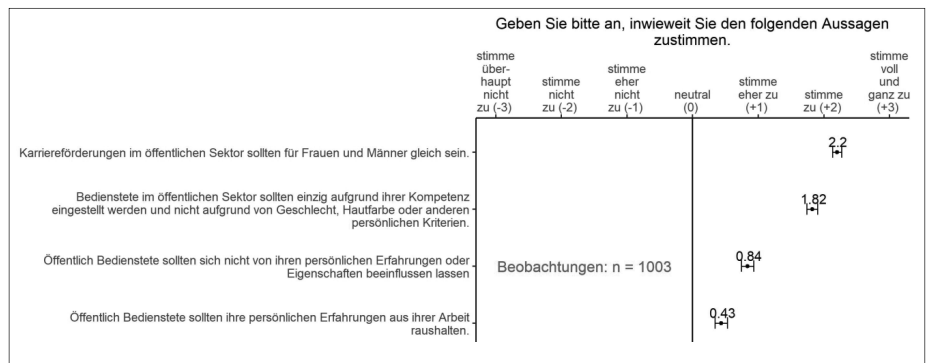 Geben Sie bitte an, inwieweit Sie den folgenden Aussagen
zustimmen.
stimme
über-
haupt
nicht
zu (-3)
stimme
nicht
zu (-2)
stimme
eher
nicht
zu (-1)
neutral
(0)
stimme
eher zu
(+1)
stimme
zu (+2)
stimme
voll
und
ganz zu
(+3)
Karriereförderungen im öffentlichen Sektor sollten für Frauen und Männer gleich sein.
2.2
Bedienstete im öffentlichen Sektor sollten einzig aufgrund ihrer Kompetenz
eingestellt werden und nicht aufgrund von Geschlecht, Hautfarbe oder anderen
persönlichen Kriterien.
1.82
Öffentlich Bedienstete sollten sich nicht von ihren persönlichen Erfahrungen oder
Eigenschaften beeinflussen lassen
0.84
Beobachtungen: n = 1003
Öffentlich Bedienstete sollten ihre persönlichen Erfahrungen aus ihrer Arbeit
raushalten.
0.43